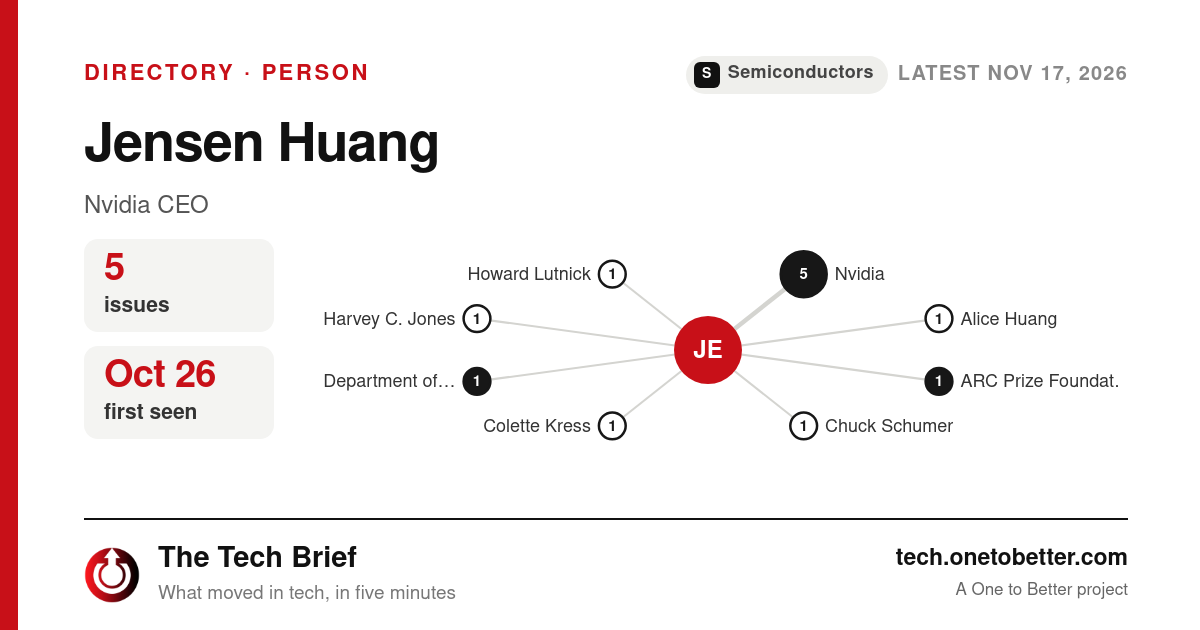 DIRECTORY · PERSON
S Semiconductors
LATEST NOV 17, 2026
Jensen Huang
Nvidia CEO
5
issues
Oct 26
first seen
Howard Lutnick 1
5 Nvidia
Harvey C. Jones 1
1 Alice Huang
JE
Department of… 1
1 ARC Prize Foundat.
Colette Kress 1
1 Chuck Schumer
The Tech Brief
What moved in tech, in five minutes
tech.onetobetter.com
A One to Better project